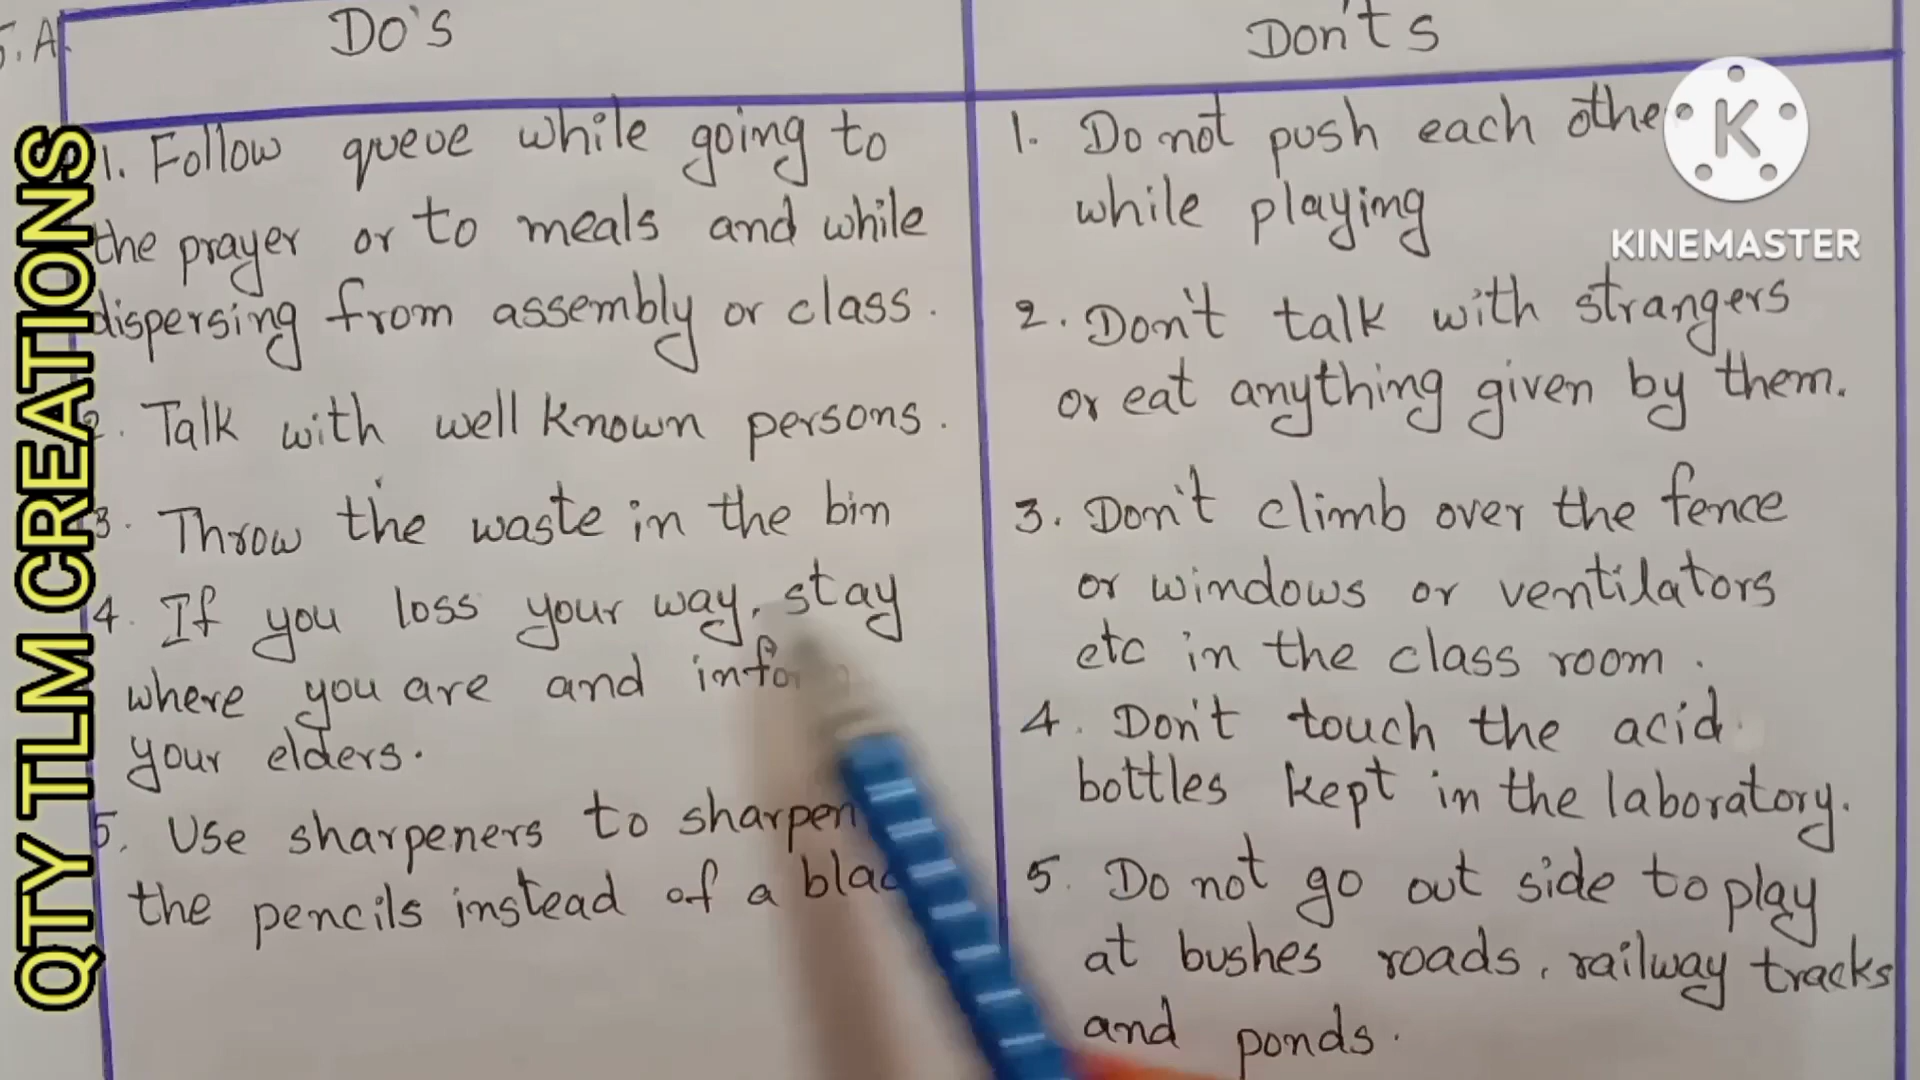 5.A.
Do's
1. Follow queue while going to
the prayer or to meals and while
dispersing from assembly or class.
2. Talk with well known persons.
3. Throw the waste in the bin
4. If you loss your way, stay
where you are and
your elders.
5. Use sharpeners to sharpen
the pencils instead of a
Don'ts
1. Do not push each
while playing
2. Don't talk with strangers
or eat anything given by them.
3. Don't climb over the fence
or windows or ventilators
etc in the class room.
4. Don't touch the acid
bottles kept in the laboratory.
5. Do not go out side to play
at bushes roads, railway tracks
and ponds.
K
KINEMASTER
QTY TLM CREATIONS